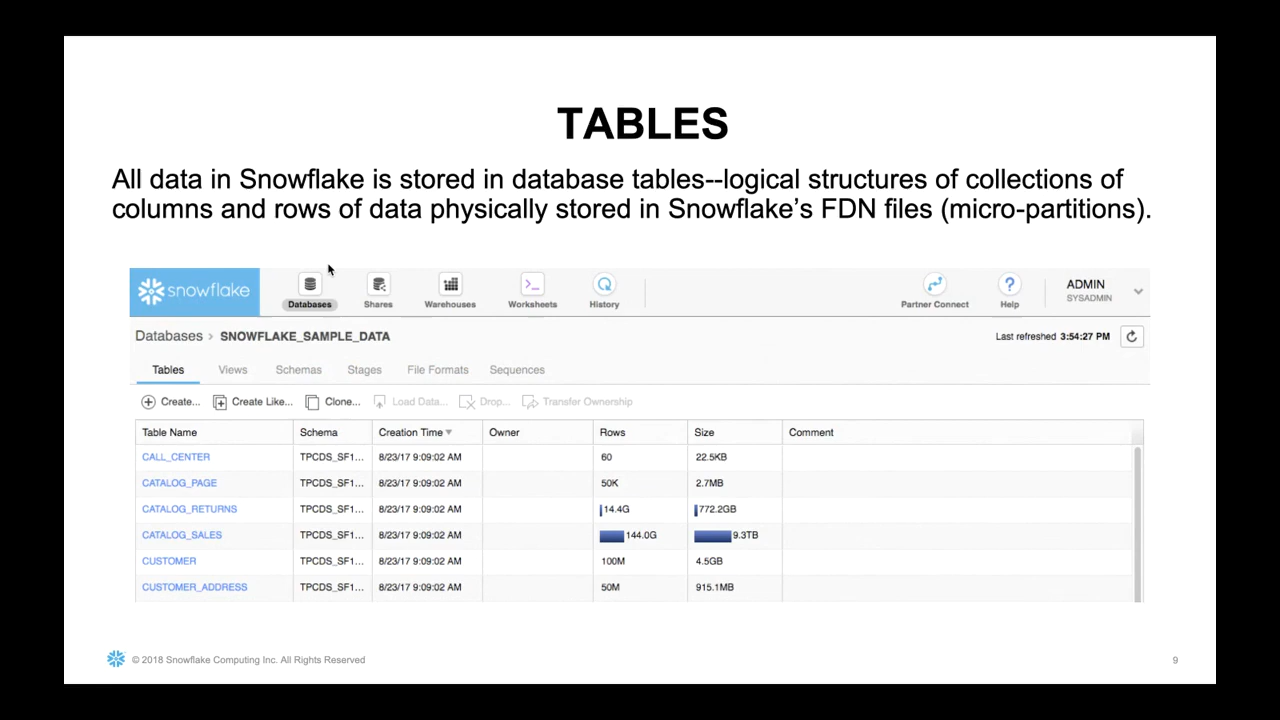 TABLES
All data in Snowflake is stored in database tables--logical structures of collections of
columns and rows of data physically stored in Snowflake’s FDN files (micro-partitions).
snowflake
Databases Shares Warehouses Worksheets History Partner Connect Help ADMIN
SYSADMIN
Databases › SNOWFLAKE_SAMPLE_DATA Last refreshed 3:54:27 PM
Tables Views Schemas Stages File Formats Sequences
Create... Create Like... Clone... Load Data... Drop... Transfer Ownership
Table Name Schema Creation Time Owner Rows Size Comment
CALL_CENTER TPCDS_SF1... 8/23/17 9:09:02 AM 60 22.5KB
CATALOG_PAGE TPCDS_SF1... 8/23/17 9:09:02 AM 50K 2.7MB
CATALOG_RETURNS TPCDS_SF1... 8/23/17 9:09:02 AM 14.4G 772.2GB
CATALOG_SALES TPCDS_SF1... 8/23/17 9:09:02 AM 144.0G 9.3TB
CUSTOMER TPCDS_SF1... 8/23/17 9:09:02 AM 100M 4.5GB
CUSTOMER_ADDRESS TPCDS_SF1... 8/23/17 9:09:02 AM 50M 915.1MB
© 2018 Snowflake Computing Inc. All Rights Reserved 9